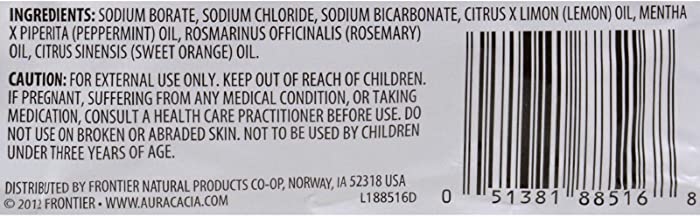 INGREDIENTS: SODIUM BORATE, SODIUM CHLORIDE, SODIUM BICARBONATE, CITRUS X LIMON (LEMON) OIL, MENTHA
X PIPERITA (PEPPERMINT) OIL, ROSMARINUS OFFICINALIS (ROSEMARY)
OIL, CITRUS SINENSIS (SWEET ORANGE) OIL.
CAUTION: FOR EXTERNAL USE ONLY. KEEP OUT OF REACH OF CHILDREN.
IF PREGNANT, SUFFERING FROM ANY MEDICAL CONDITION, OR TAKING
MEDICATION, CONSULT A HEALTH CARE PRACTITIONER BEFORE USE. DO
NOT USE ON BROKEN OR ABRADED SKIN. NOT TO BE USED BY CHILDREN
UNDER THREE YEARS OF AGE.
DISTRIBUTED BY FRONTIER NATURAL PRODUCTS CO-OP, NORWAY, IA 52318 USA
© 2012 FRONTIER • WWW.AURACACIA.COM L188516D
0 51381 88516 8